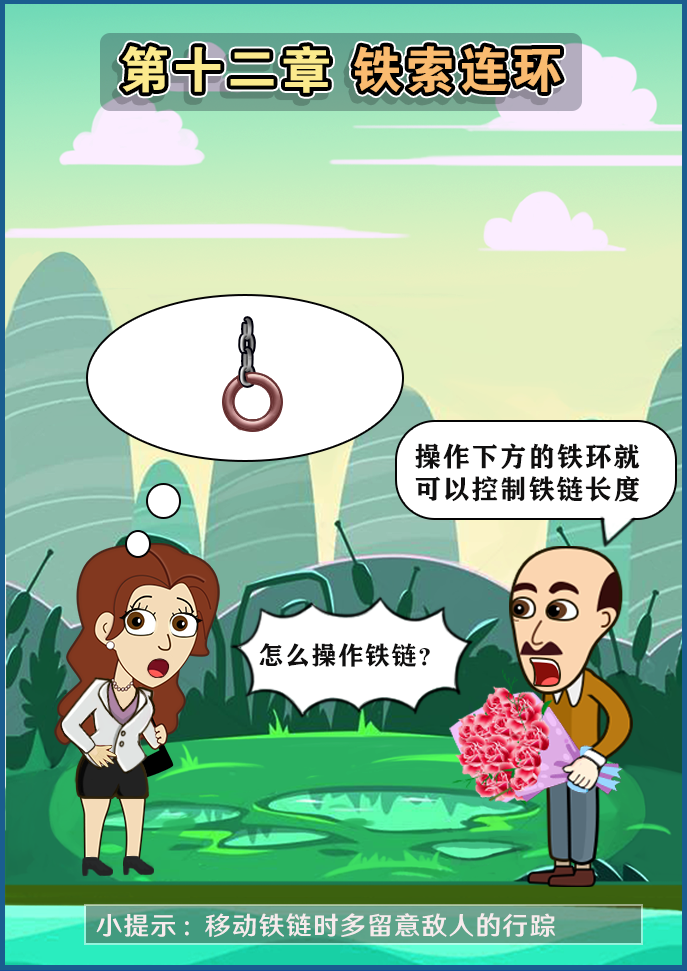 第十二章 铁索连环
操作下方的铁环就
可以控制铁链长度
怎么操作铁链?
小提示：移动铁链时多留意敌人的行踪